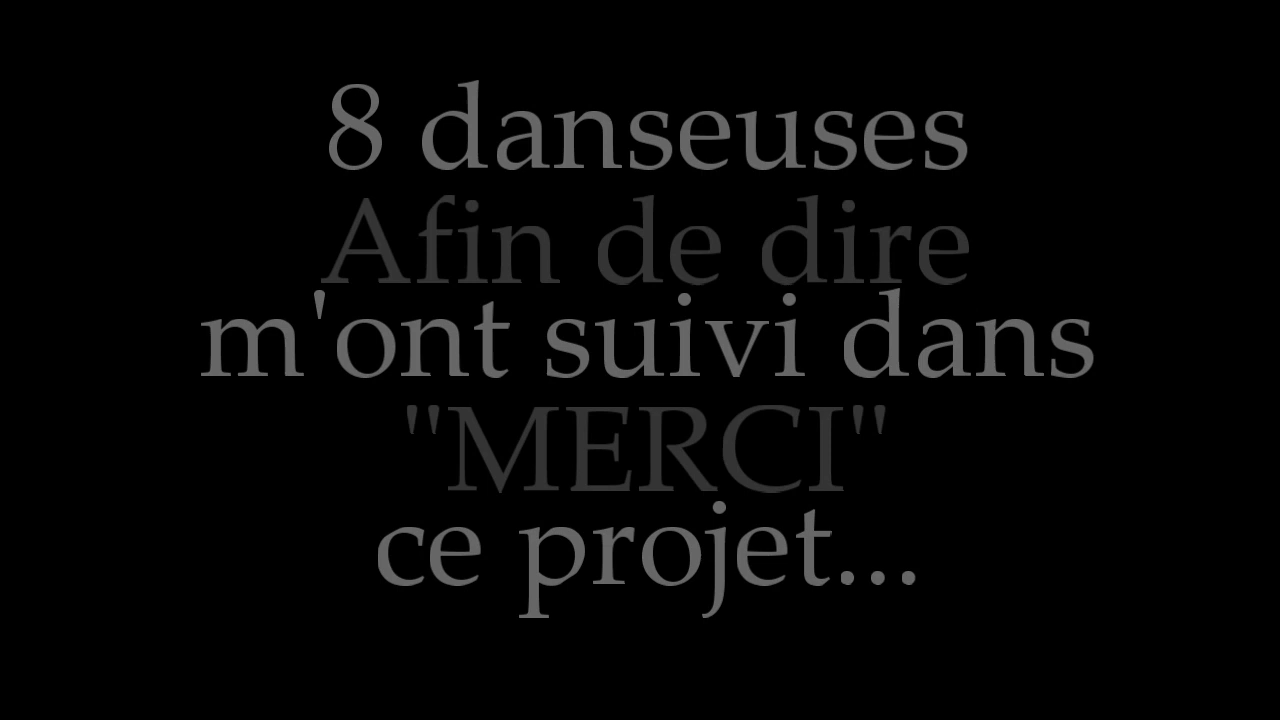 8 danseuses
Afin de dire
m'ont suivi dans
"MERCI"
ce projet...